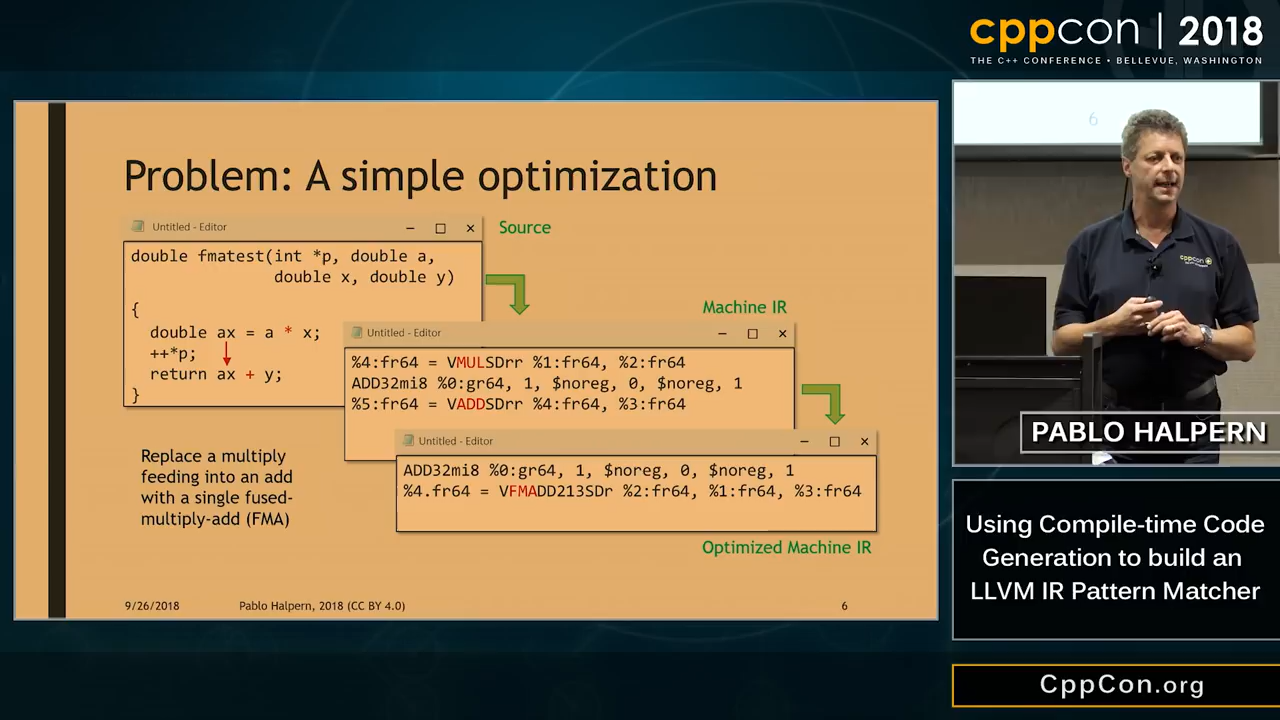 cppcon | 2018
THE C++ CONFERENCE • BELLEVUE, WASHINGTON
Problem: A simple optimization
Untitled - Editor
Source
double fmatest(int *p, double a,
double x, double y)
{
double ax = a * x;
++*p;
return ax + y;
}
Machine IR
Untitled - Editor
%4:fr64 = VMULSDrr %1:fr64, %2:fr64
ADD32mi8 %0:gr64, 1, $noreg, 0, $noreg, 1
%5:fr64 = VADDSDrr %4:fr64, %3:fr64
Untitled - Editor
ADD32mi8 %0:gr64, 1, $noreg, 0, $noreg, 1
%4.fr64 = VFMADD213SDr %2:fr64, %1:fr64, %3:fr64
Optimized Machine IR
Replace a multiply
feeding into an add
with a single fused-
multiply-add (FMA)
9/26/2018
Pablo Halpern, 2018 (CC BY 4.0)
6
6
cppcon
PABLO HALPERN
Using Compile-time Code
Generation to build an
LLVM IR Pattern Matcher
CppCon.org